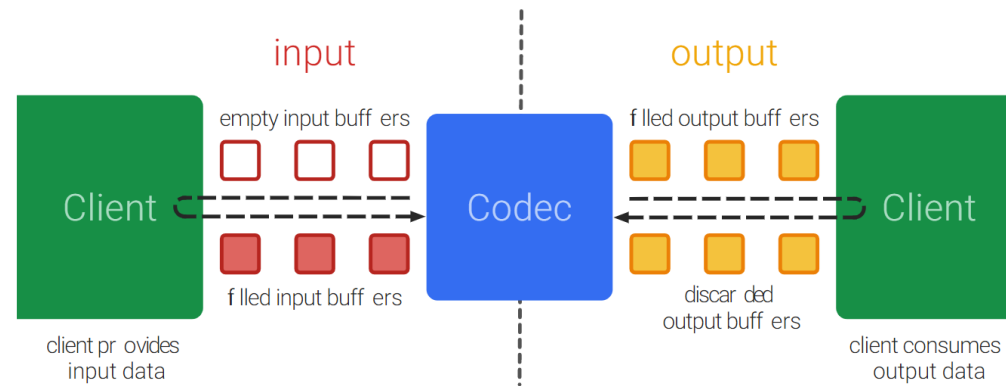 input
output
empty input buff ers
f lled output buff ers
Client
Codec
Client
f lled input buff ers
discar ded
output buff ers
client pr ovides
input data
client consumes
output data